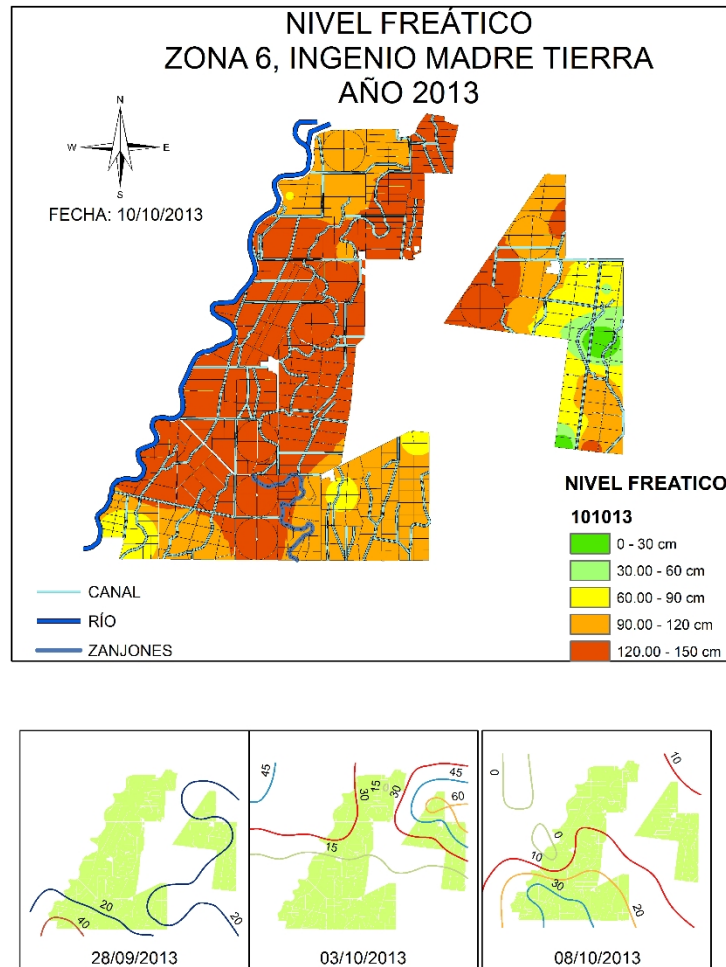 NIVEL FREÁTICO
ZONA 6, INGENIO MADRE TIERRA
AÑO 2013
N
W E
S
FECHA: 10/10/2013
NIVEL FREATICO
101013
0 - 30 cm
30.00 - 60 cm
60.00 - 90 cm
90.00 - 120 cm
120.00 - 150 cm
CANAL
RÍO
ZANJONES
20
40
20
28/09/2013
45
30
15
0
30
45
60
15
03/10/2013
0
10
0
10
30
20
08/10/2013